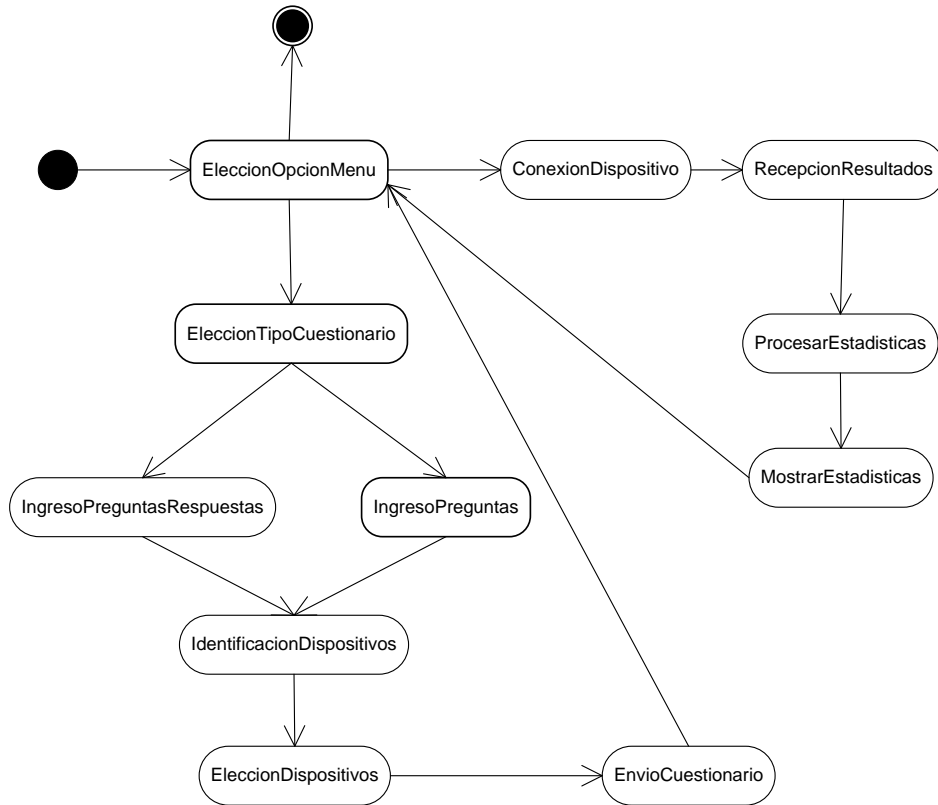 EleccionOpcionMenu
ConexionDispositivo
RecepcionResultados
EleccionTipoCuestionario
ProcesarEstadisticas
MostrarEstadisticas
IngresoPreguntasRespuestas
IngresoPreguntas
IdentificacionDispositivos
EleccionDispositivos
EnvioCuestionario